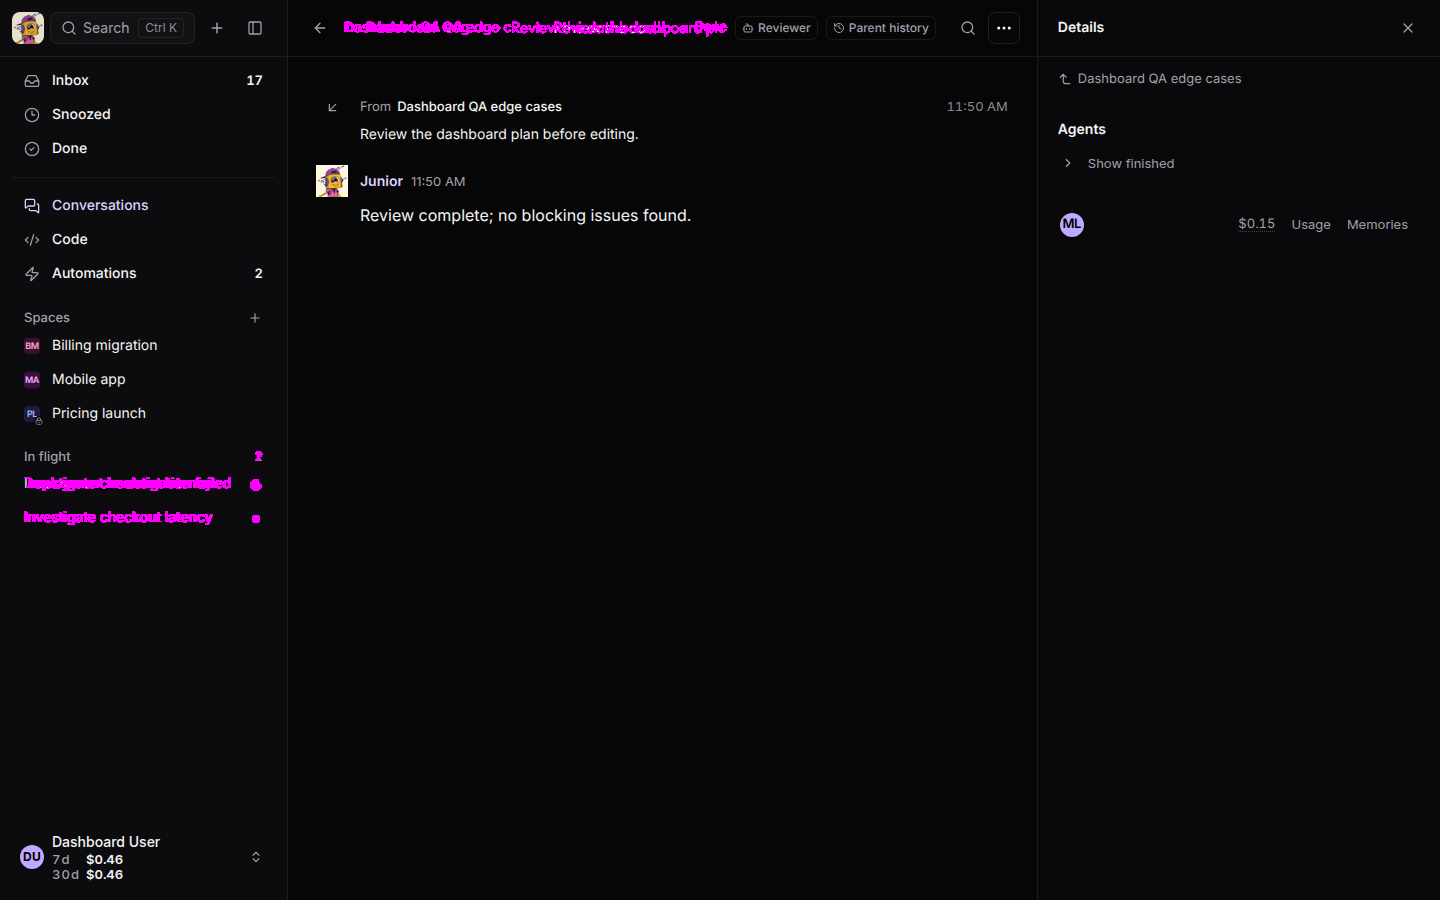 Search Ctrl K
Inbox 17
Snoozed
Done
Conversations
Code
Automations 2
Spaces
BM Billing migration
MA Mobile app
PL Pricing launch
In flight
Investigate checkout latency
DU Dashboard User
7d $0.46
30d $0.46
Reviewer Parent history
From Dashboard QA edge cases 11:50 AM
Review the dashboard plan before editing.
Junior 11:50 AM
Review complete; no blocking issues found.
Details
Dashboard QA edge cases
Agents
Show finished
ML $0.15 Usage Memories